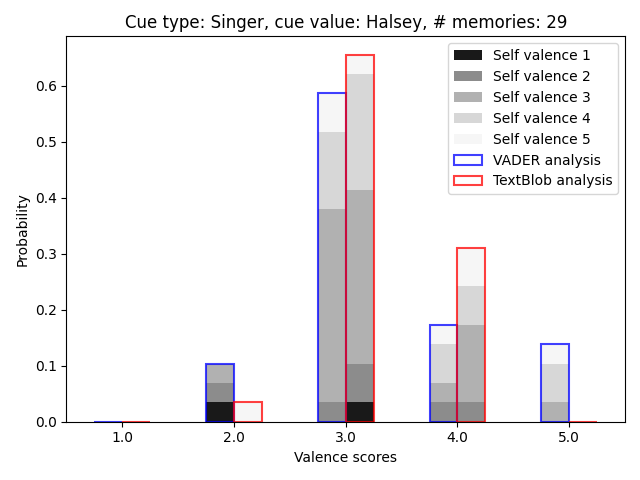 Cue type: Singer, cue value: Halsey, # memories: 29
Self valence 1
Self valence 2
Self valence 3
Self valence 4
Self valence 5
VADER analysis
TextBlob analysis
Probability
0.6
0.5
0.4
0.3
0.2
0.1
0.0
1.0 2.0 3.0 4.0 5.0
Valence scores